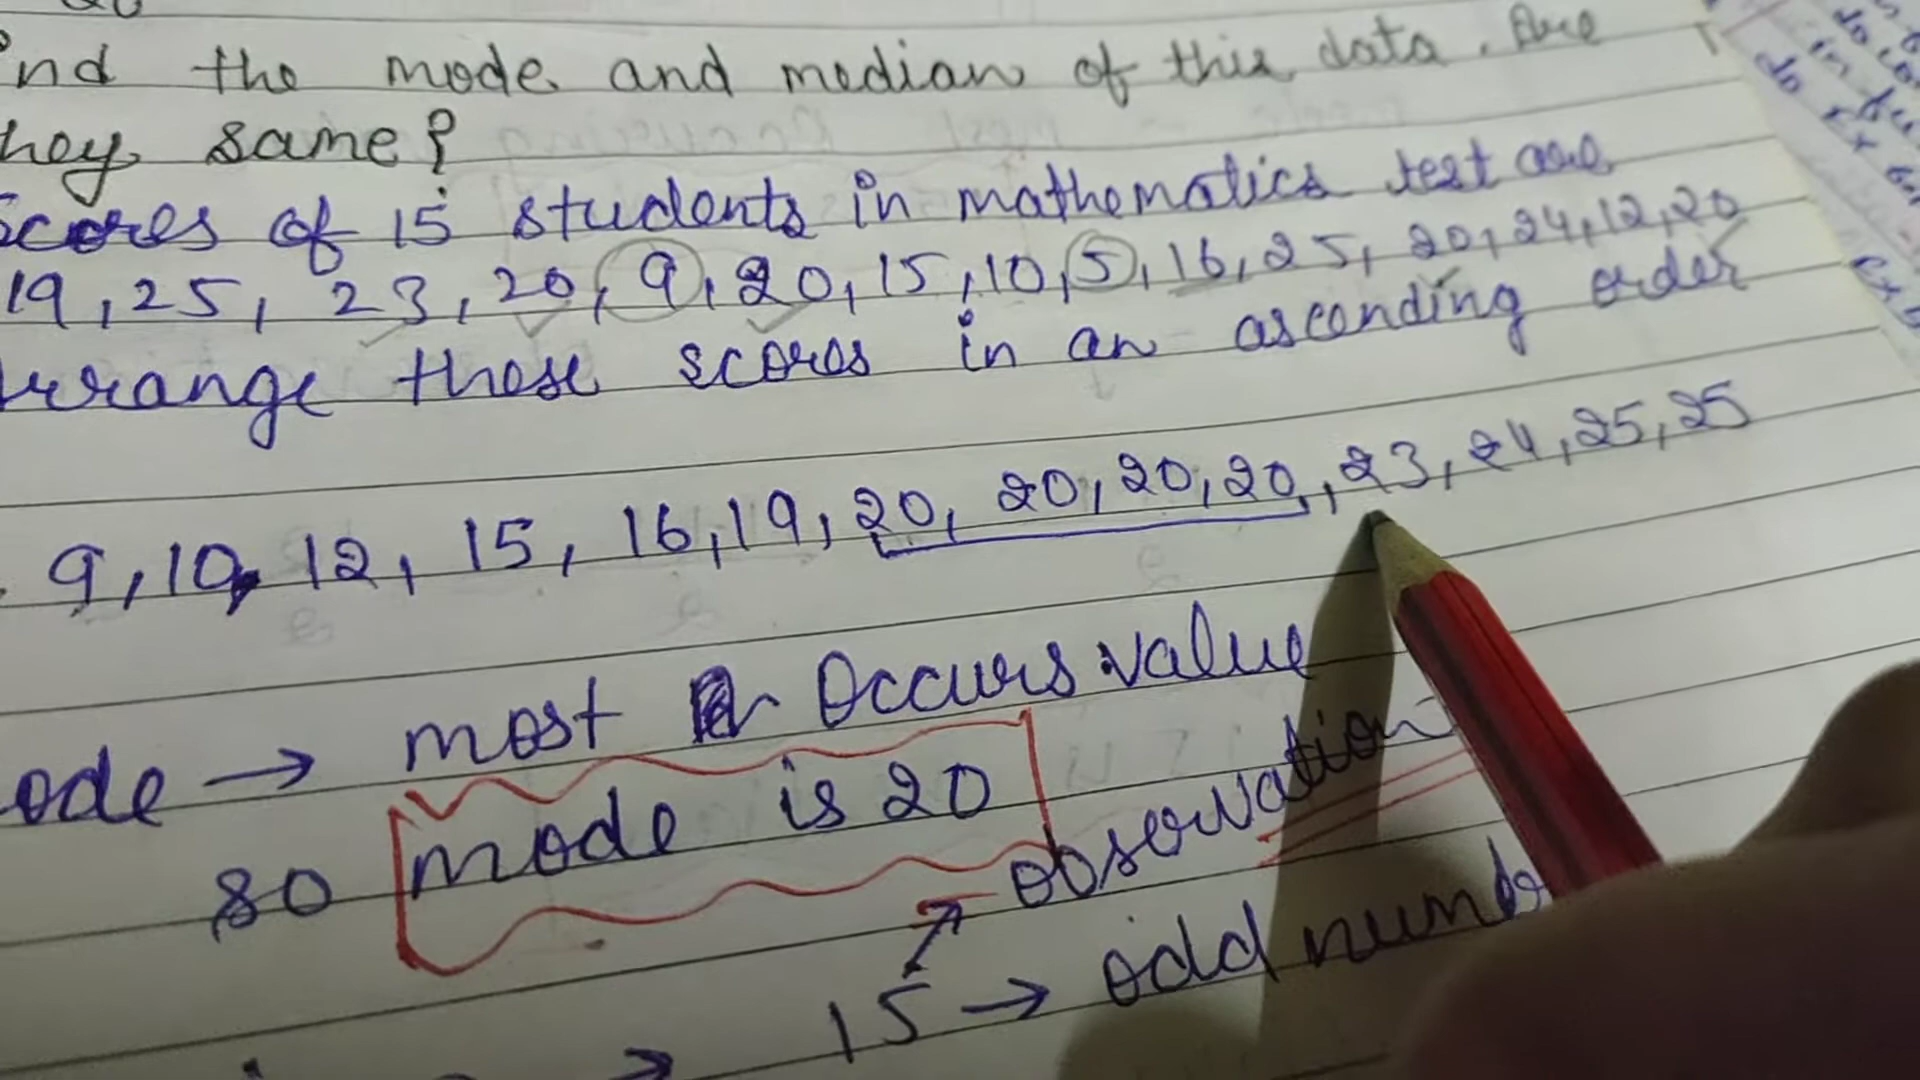 ind the mode and median of this data. Are
hey same?
Scores of 15 students in mathematics test are
19, 25, 23, 20, 9, 20, 15, 10, 5, 16, 25, 20, 24, 12, 20
rrange these scores in an ascending order
9, 10, 12, 15, 16, 19, 20, 20, 20, 20, 23, 24, 25, 25
ode → most Occurs value
so mode is 20
observation
15 → odd numb